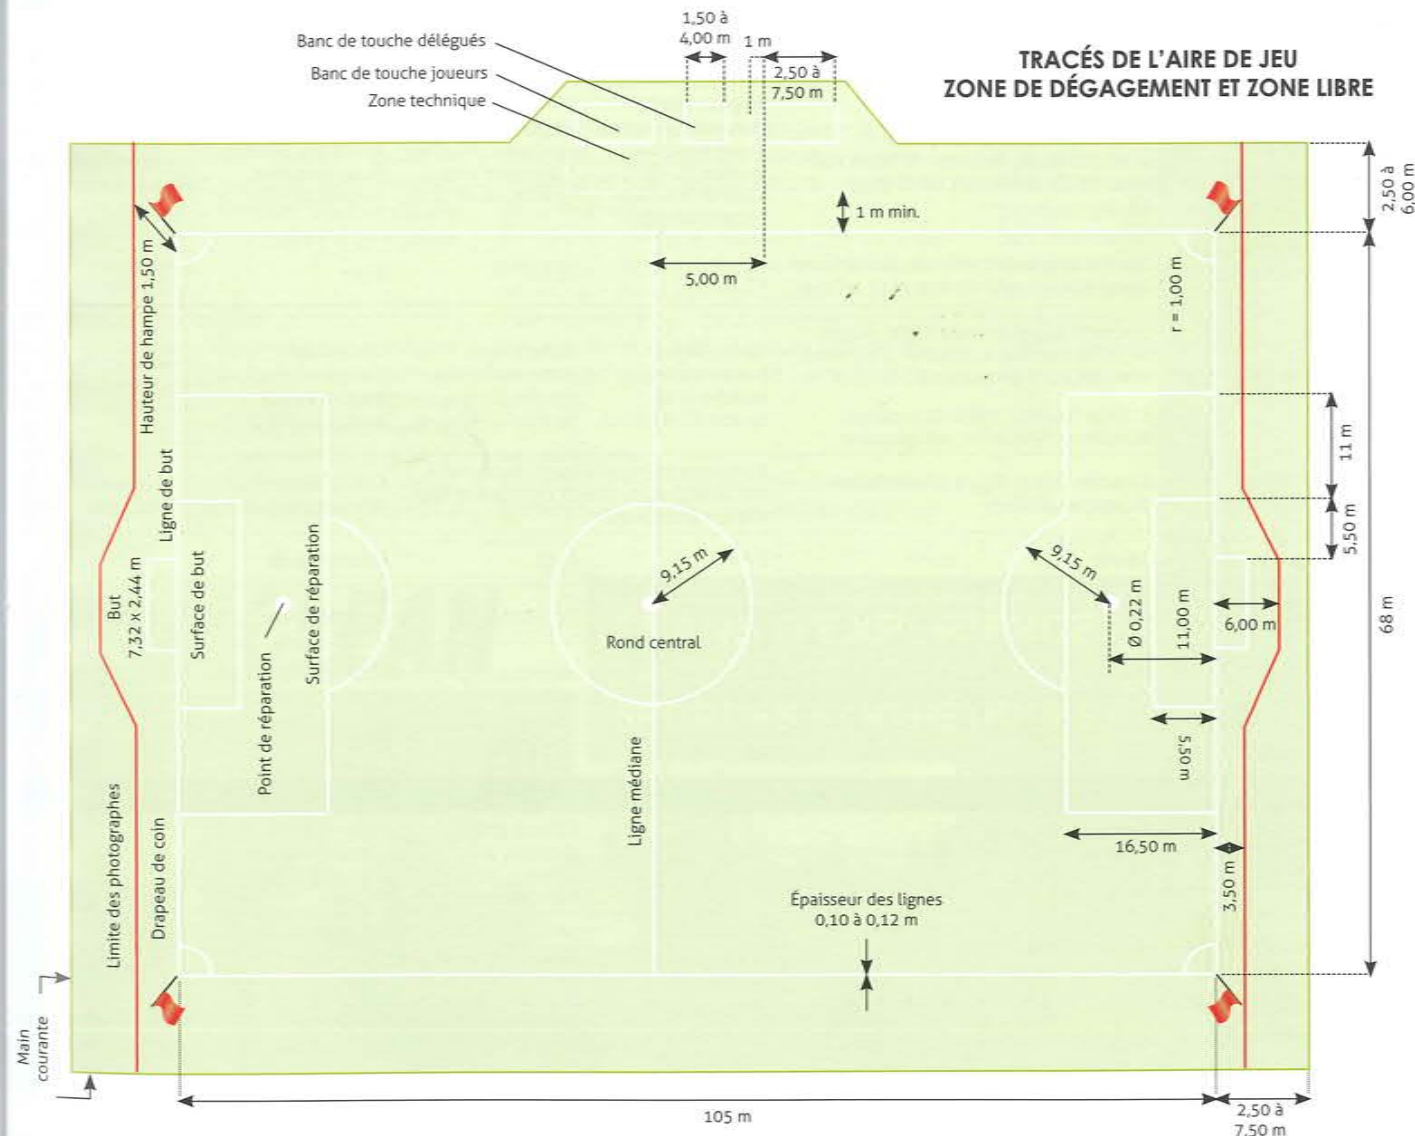 1,50 à
4,00 m
1 m
2,50 à
7,50 m
Banc de touche délégués
Banc de touche joueurs
Zone technique
TRACÉS DE L'AIRE DE JEU
ZONE DE DÉGAGEMENT ET ZONE LIBRE
2,50 à
6,00 m
1 m min.
5,00 m
Hauteur de hampe 1,50 m
r = 1,00 m
Ligne de but
11 m
5,50 m
But
7,32 x 2,44 m
Surface de but
Point de réparation
Surface de réparation
9,15 m
Rond central
9,15 m
Ø 0,22 m
11,00 m
6,00 m
68 m
5,50 m
Ligne médiane
16,50 m
3,50 m
Limite des photographes
Drapeau de coin
Épaisseur des lignes
0,10 à 0,12 m
Main
courante
105 m
2,50 à
7,50 m